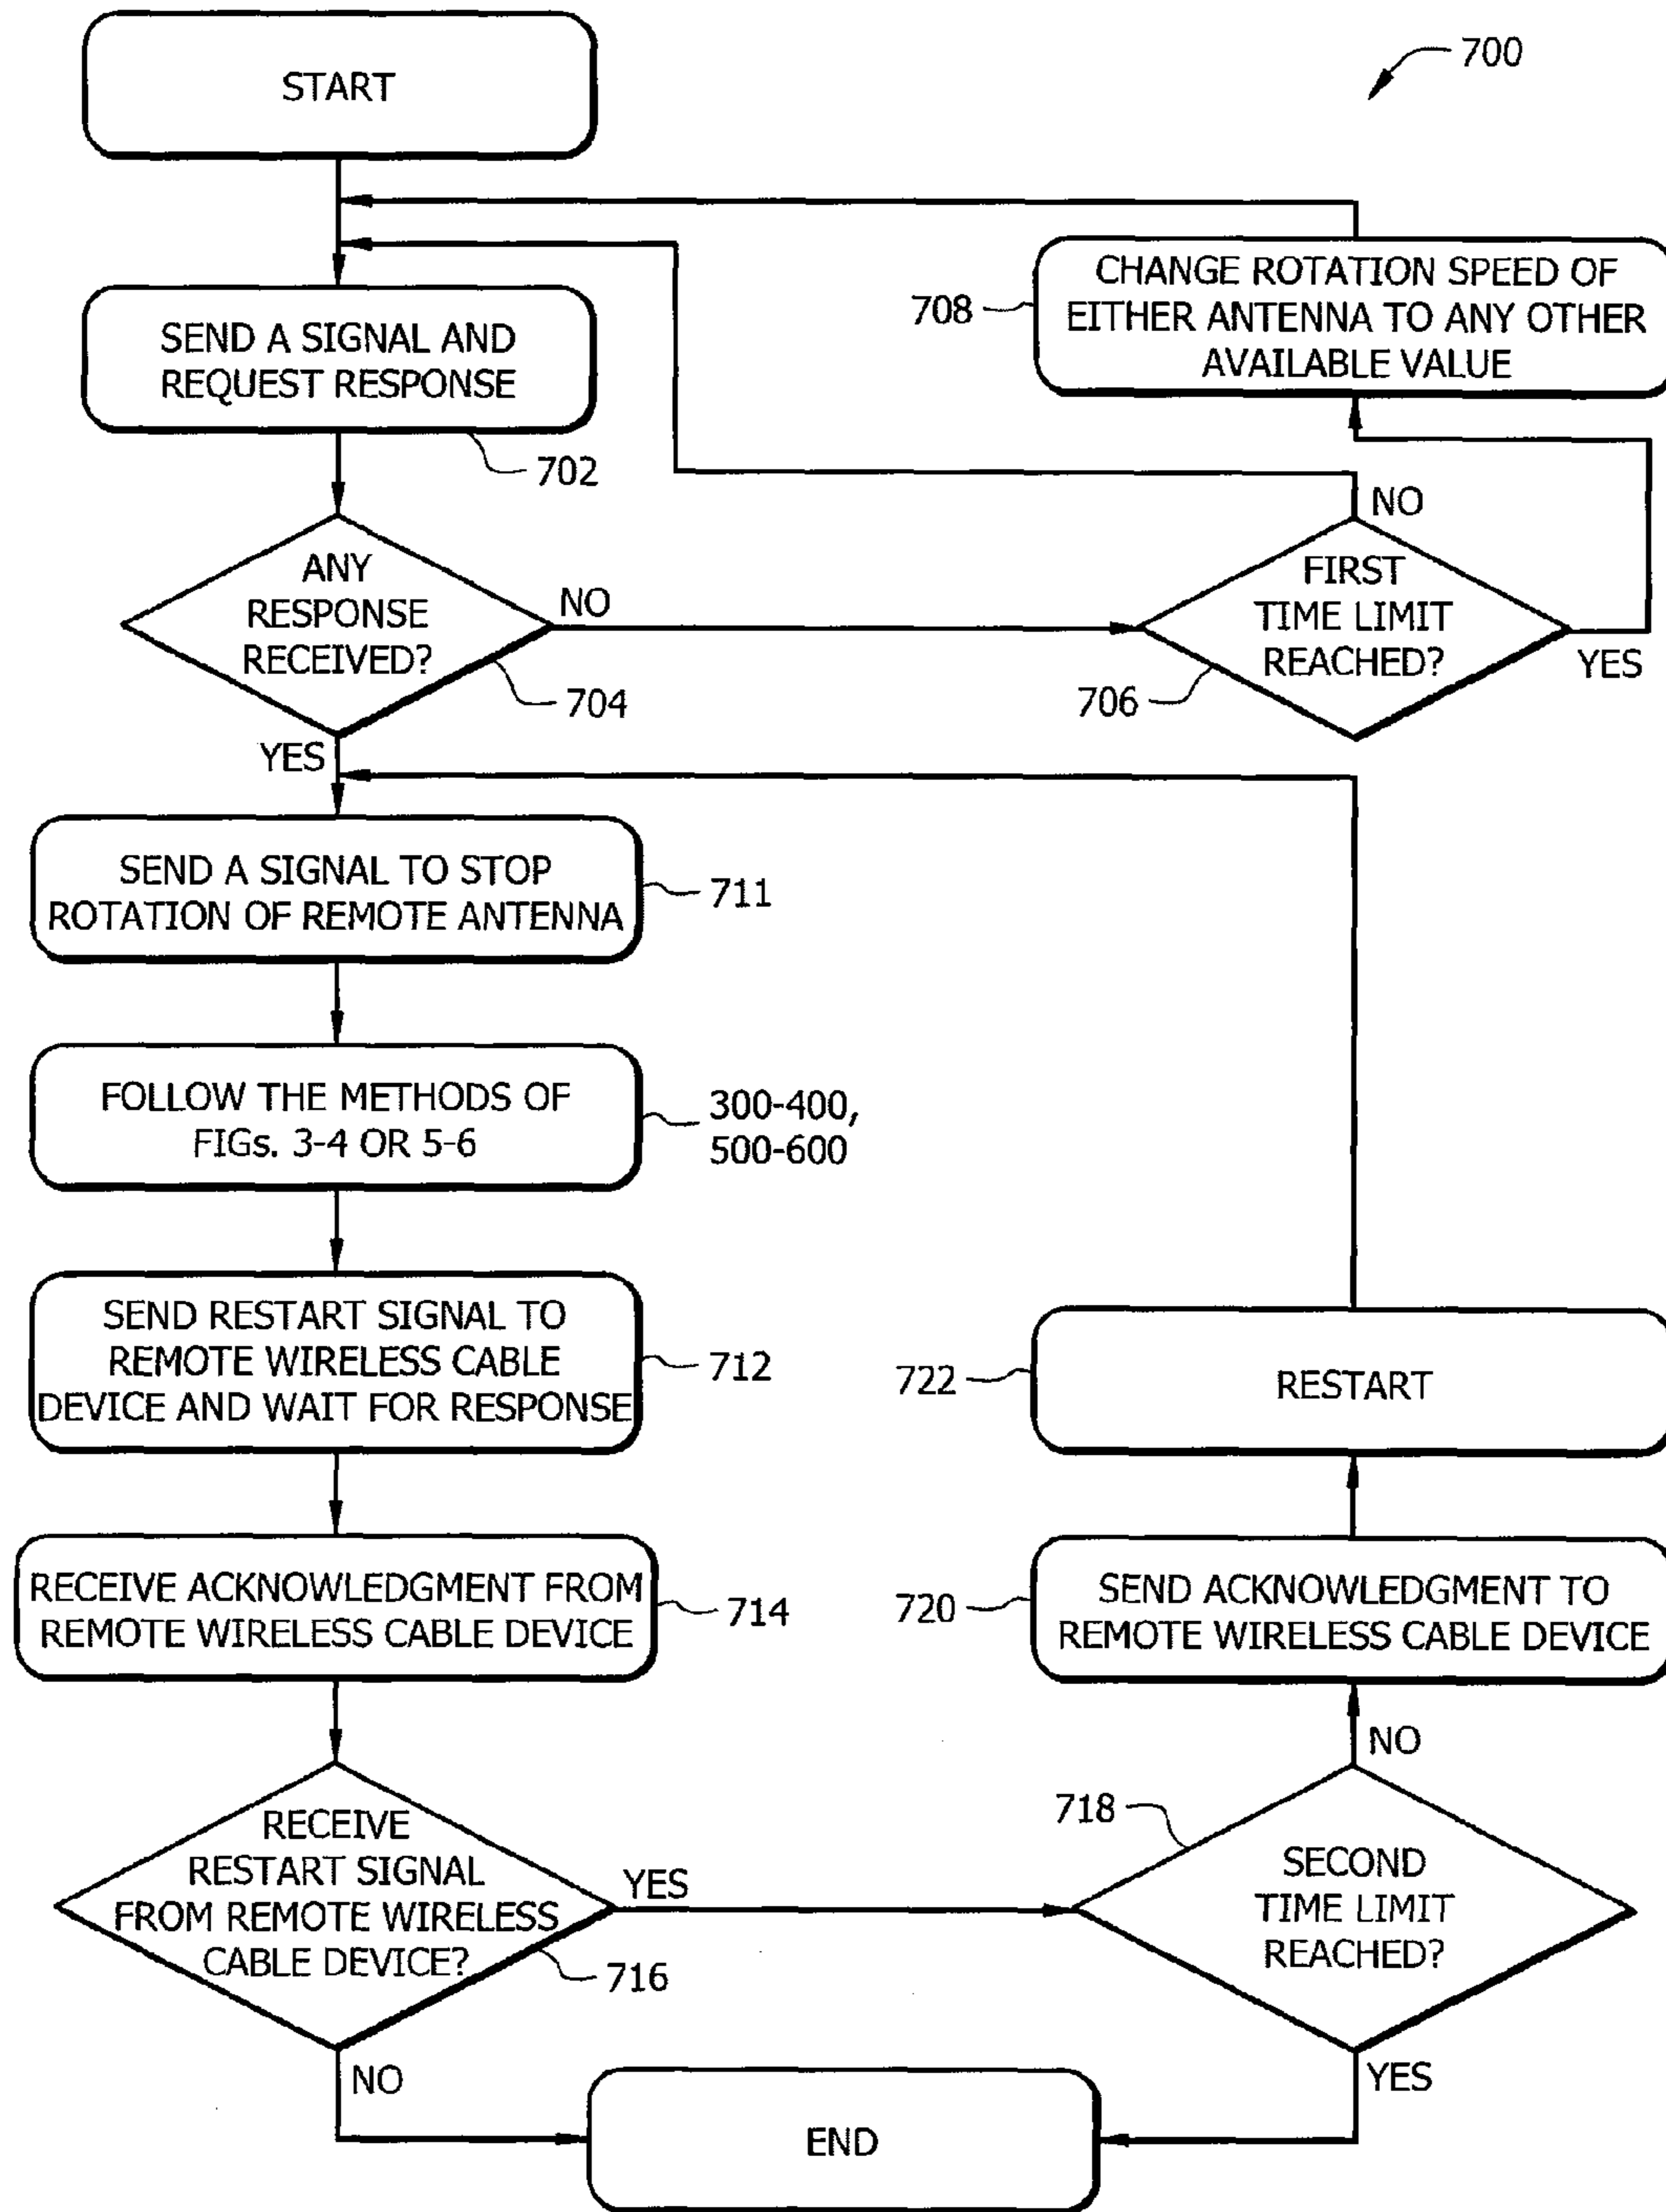 START
700
CHANGE ROTATION SPEED OF
EITHER ANTENNA TO ANY OTHER
AVAILABLE VALUE
708
SEND A SIGNAL AND
REQUEST RESPONSE
702
ANY
RESPONSE
RECEIVED?
NO
704
YES
NO
FIRST
TIME LIMIT
REACHED?
YES
706
SEND A SIGNAL TO STOP
ROTATION OF REMOTE ANTENNA
711
FOLLOW THE METHODS OF
FIGs. 3-4 OR 5-6
300-400,
500-600
SEND RESTART SIGNAL TO
REMOTE WIRELESS CABLE
DEVICE AND WAIT FOR RESPONSE
712
722
RESTART
RECEIVE ACKNOWLEDGMENT FROM
REMOTE WIRELESS CABLE DEVICE
714
720
SEND ACKNOWLEDGMENT TO
REMOTE WIRELESS CABLE DEVICE
NO
RECEIVE
RESTART SIGNAL
FROM REMOTE WIRELESS
CABLE DEVICE?
YES
716
718
SECOND
TIME LIMIT
REACHED?
NO
YES
END